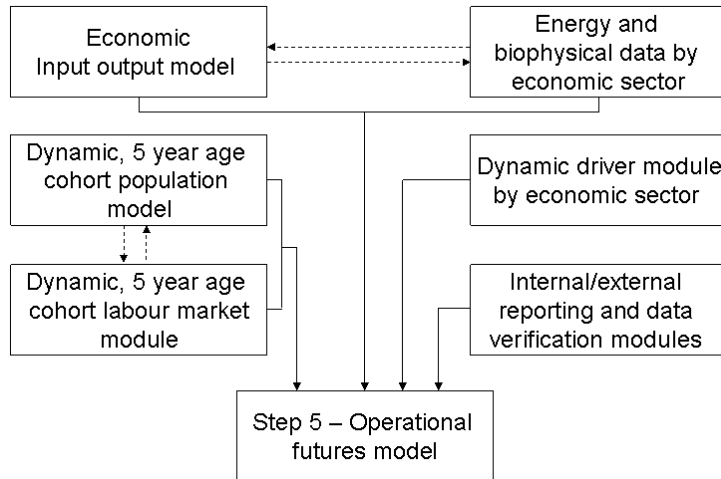 Economic
Input output model
Energy and
biophysical data by
economic sector
Dynamic, 5 year age
cohort population
model
Dynamic driver module
by economic sector
Dynamic, 5 year age
cohort labour market
module
Internal/external
reporting and data
verification modules
Step 5 – Operational
futures model